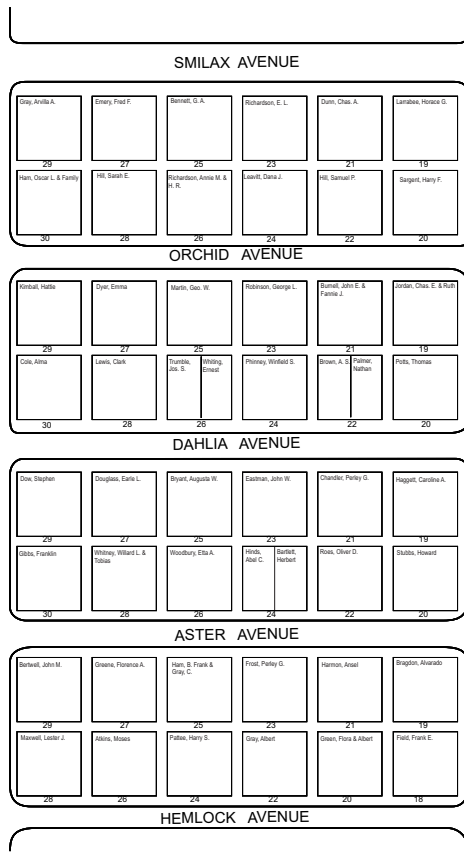 SMILAX AVENUE
Gray, Arvilla A.
Emery, Fred F.
Bennett, G. A.
Richardson, E. L.
Dunn, Chas. A.
Larrabee, Horace G.
29
27
25
23
21
19
Ham, Oscar L. & Family
Hill, Sarah E.
Richardson, Annie M. &
H. R.
Leavitt, Dana J.
Hill, Samuel P.
Sargent, Harry F.
30
28
26
24
22
20
ORCHID AVENUE
Kimball, Hattie
Dyer, Emma
Martin, Geo. W.
Robinson, George L.
Burnell, John E. &
Fannie J.
Jordan, Chas. E. & Ruth
29
27
25
23
21
19
Cole, Alma
Lewis, Clark
Trumble,
Jos. S.
Whiting,
Ernest
Phinney, Winfield S.
Brown, A. S.
Palmer,
Nathan
Potts, Thomas
30
28
26
24
22
20
DAHLIA AVENUE
Dow, Stephen
Douglass, Earle L.
Bryant, Augusta W.
Eastman, John W.
Chandler, Perley G.
Haggett, Caroline A.
29
27
25
23
21
19
Gibbs, Franklin
Whitney, Willard L. &
Tobias
Woodbury, Etta A.
Hinds,
Abel C.
Bartlett,
Herbert
Roes, Oliver D.
Stubbs, Howard
30
28
26
24
22
20
ASTER AVENUE
Bertwell, John M.
Greene, Florence A.
Ham, B. Frank &
Gray, C.
Frost, Perley G.
Harmon, Ansel
Bragdon, Alvarado
29
27
25
23
21
19
Maxwell, Lester J.
Atkins, Moses
Pattee, Harry S.
Gray, Albert
Green, Flora & Albert
Field, Frank E.
28
26
24
22
20
18
HEMLOCK AVENUE